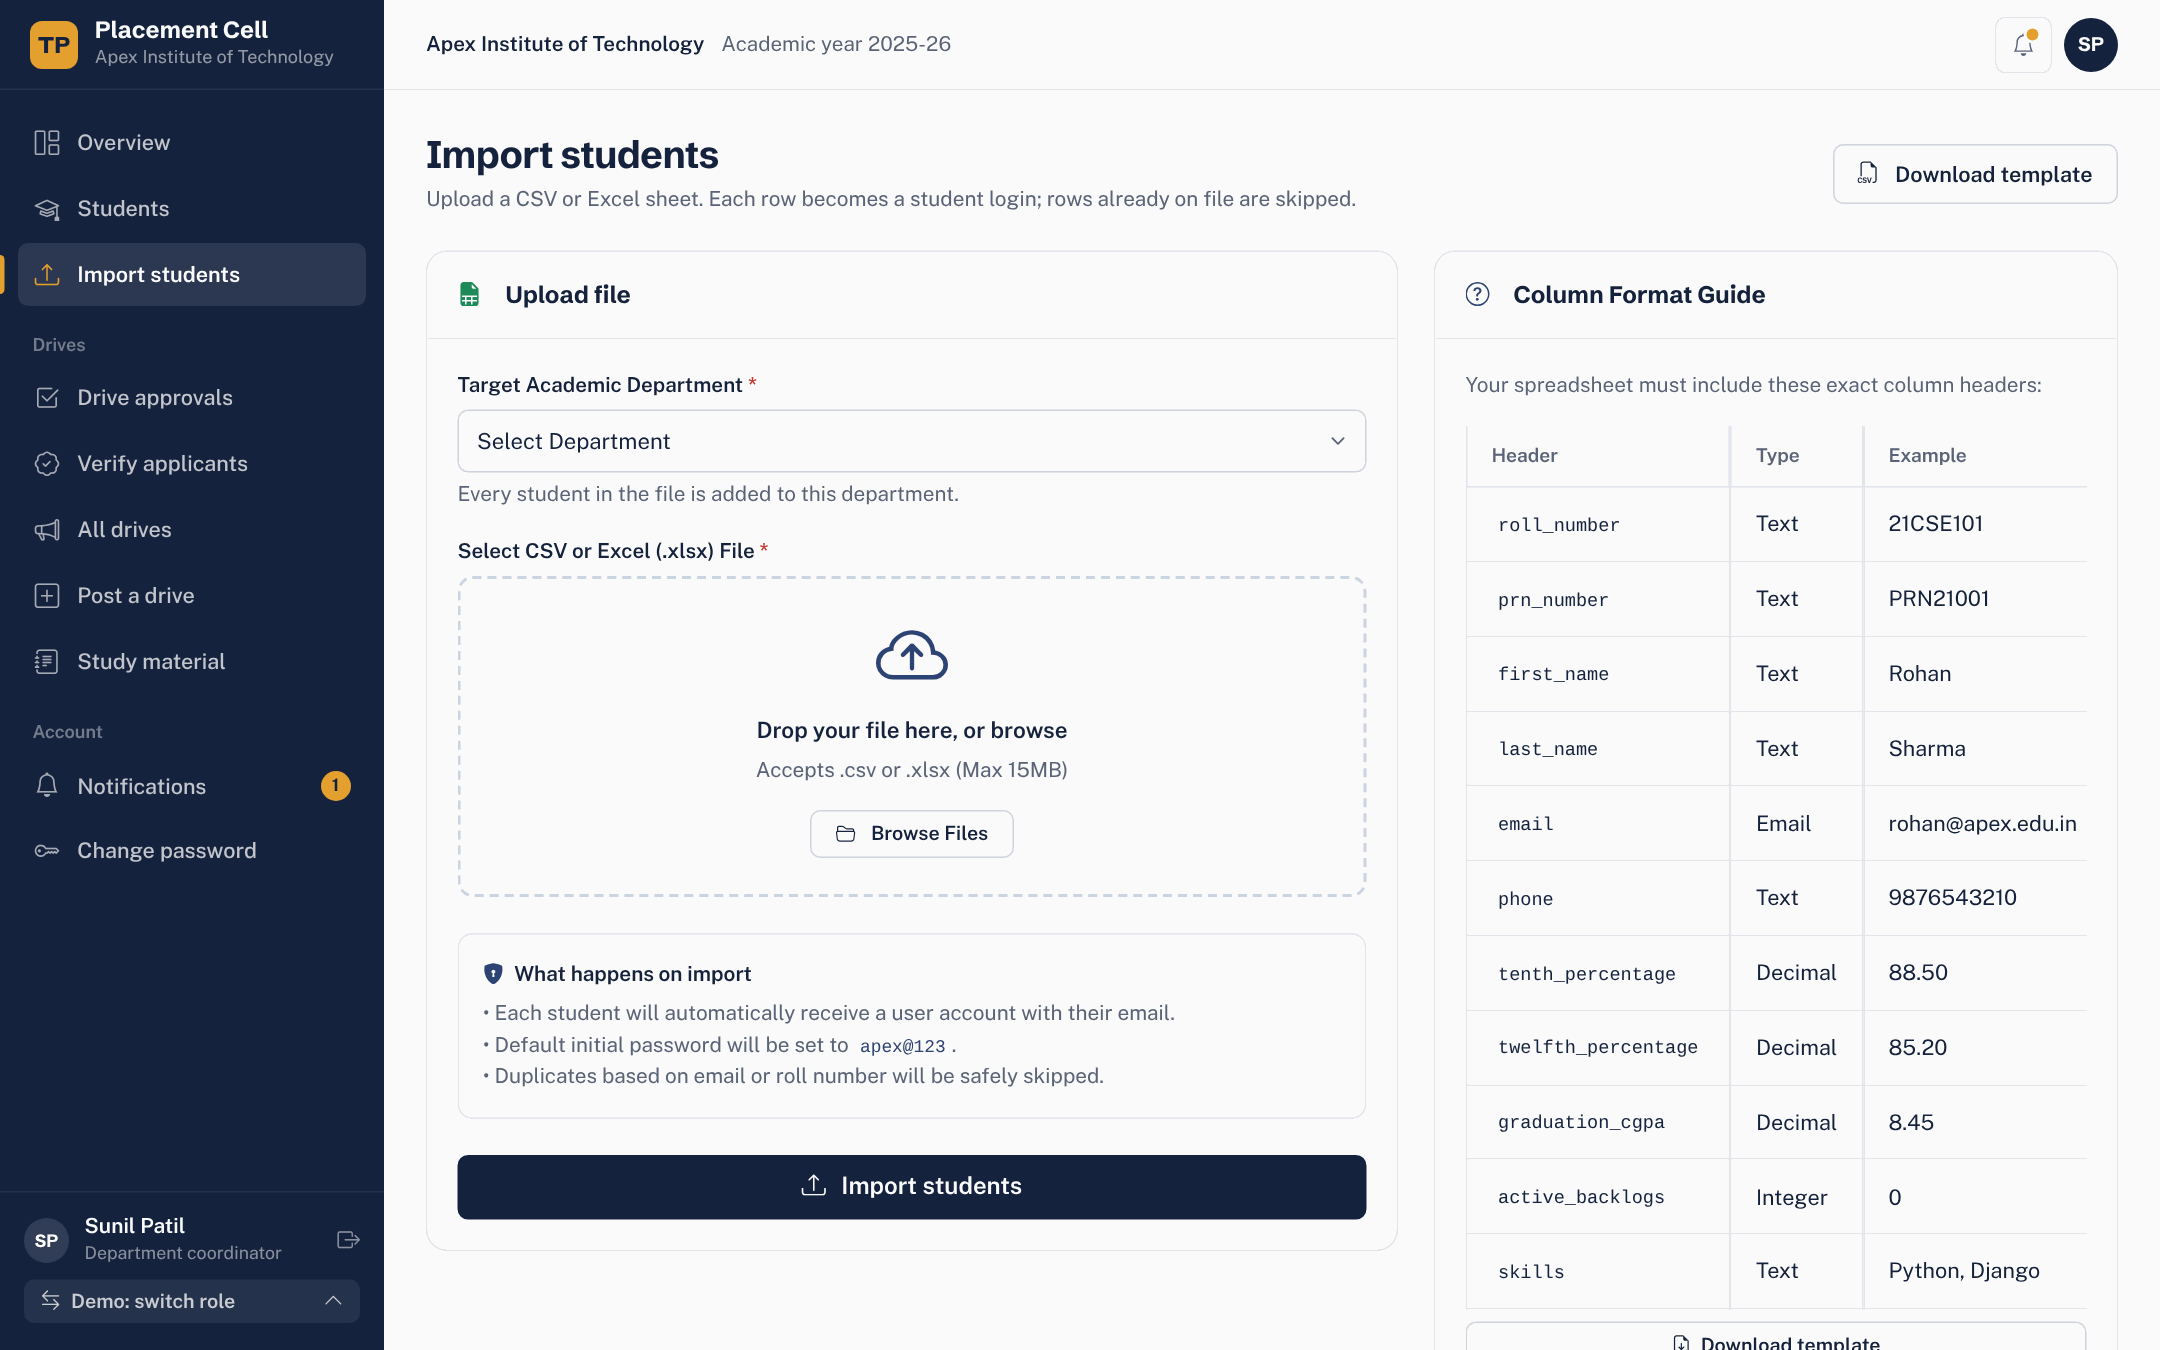 TP
Placement Cell
Apex Institute of Technology
Overview
Students
Import students
Drives
Drive approvals
Verify applicants
All drives
Post a drive
Study material
Account
Notifications 1
Change password
SP
Sunil Patil
Department coordinator
Demo: switch role
Apex Institute of Technology Academic year 2025-26
SP
Import students
Upload a CSV or Excel sheet. Each row becomes a student login; rows already on file are skipped.
CSV Download template
Upload file
Target Academic Department *
Select Department
Every student in the file is added to this department.
Select CSV or Excel (.xlsx) File *
Drop your file here, or browse
Accepts .csv or .xlsx (Max 15MB)
Browse Files
What happens on import
• Each student will automatically receive a user account with their email.
• Default initial password will be set to apex@123 .
• Duplicates based on email or roll number will be safely skipped.
Import students
? Column Format Guide
Your spreadsheet must include these exact column headers:
Header Type Example
roll_number Text 21CSE101
prn_number Text PRN21001
first_name Text Rohan
last_name Text Sharma
email Email rohan@apex.edu.in
phone Text 9876543210
tenth_percentage Decimal 88.50
twelfth_percentage Decimal 85.20
graduation_cgpa Decimal 8.45
active_backlogs Integer 0
skills Text Python, Django
Download template